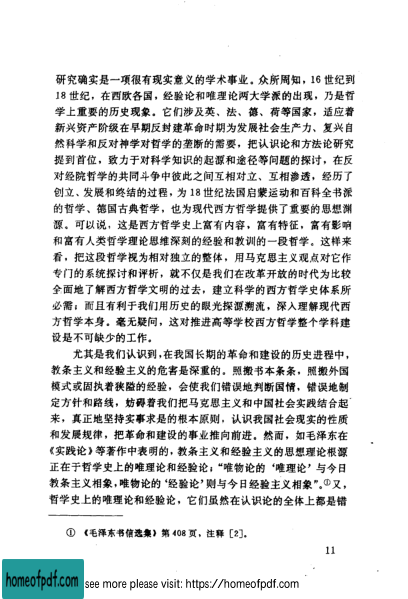 研究确实是一项很有现实意义的学术事业。众所周知，16 世纪到
18 世纪，在西欧各国，经验论和唯理论两大学派的出现，乃是哲
学上重要的历史现象。它们涉及英、法、德、荷等国家，适应着
新兴资产阶级在早期反封建革命时期为发展社会生产力、复兴自
然科学和反对神学对哲学的垄断的需要，把认识论和方法论研究
提到首位，致力于对科学知识的起源和途径等问题的探讨，在反
对经院哲学的共同斗争中彼此之间互相对立、互相渗透，经历了
创立、发展和终结的过程，为 18 世纪法国启蒙运动和百科全书派
的哲学、德国古典哲学，也为现代西方哲学提供了重要的思想渊
源。可以说，这是西方哲学史上富有内容，富有特征，富有影响
和富有人类哲学理论思维深刻的经验和教训的一段哲学。这样来
看，把这段哲学视为相对独立的整体，用马克思主义观点对它作
专门的系统探讨和评析，就不仅是我们在改革开放的时代为比较
全面地了解西方哲学文明的过去，建立科学的西方哲学史体系所
必需；而且有利于我们用历史的眼光探源溯流，深入理解现代西
方哲学本身。毫无疑问，这对推进高等学校西方哲学整个学科建
设是不可缺少的工作。
尤其是我们认识到，在我国长期的革命和建设的历史进程中，
教条主义和经验主义的危害是深重的。照搬书本条条，照搬外国
模式或固执着狭隘的经验，会使我们错误地判断国情，错误地制
定方针和路线，妨碍着我们把马克思主义和中国社会实践结合起
来，真正地坚持实事求是的根本原则，认识我国社会现实的性质
和发展规律，把革命和建设的事业推向前进。然而，如毛泽东在
《实践论》等著作中表明的，教条主义和经验主义的思想理论根源
正在于哲学史上的唯理论和经验论；“唯物论的‘唯理论’与今日
教条主义相象，唯物论的‘经验论’则与今日经验主义相象”。①又，
哲学史上的唯理论和经验论，它们虽然在认识论的全体上都是错
① 《毛泽东书信选集》第 408 页，注释［2］。
11
homeofpdf.com
see more please visit: https://homeofpdf.com